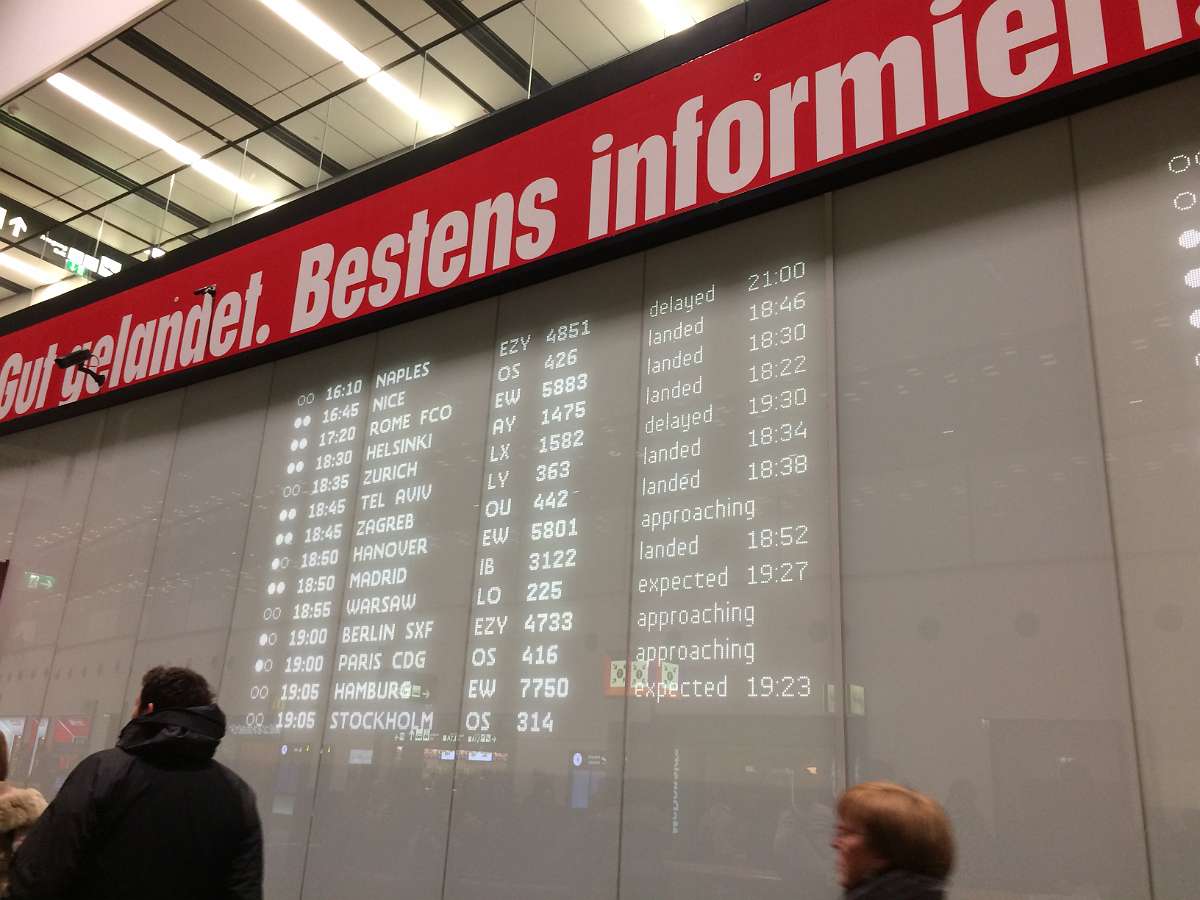 Gut gelandet. Bestens informiert.
16:10 NAPLES EZY 4851 delayed 21:00
16:45 NICE OS 426 landed 18:46
17:20 ROME FCO EW 5883 landed 18:30
18:30 HELSINKI AY 1475 landed 18:22
18:35 ZURICH LX 1582 delayed 19:30
18:45 TEL AVIV LY 363 landed 18:34
18:45 ZAGREB OU 442 landed 18:38
18:50 HANOVER EW 5801 approaching
18:50 MADRID IB 3122 landed 18:52
18:55 WARSAW LO 225 expected 19:27
19:00 BERLIN SXF EZY 4733 approaching
19:00 PARIS CDG OS 416 approaching
19:05 HAMBURG EW 7750 expected 19:23
19:05 STOCKHOLM OS 314